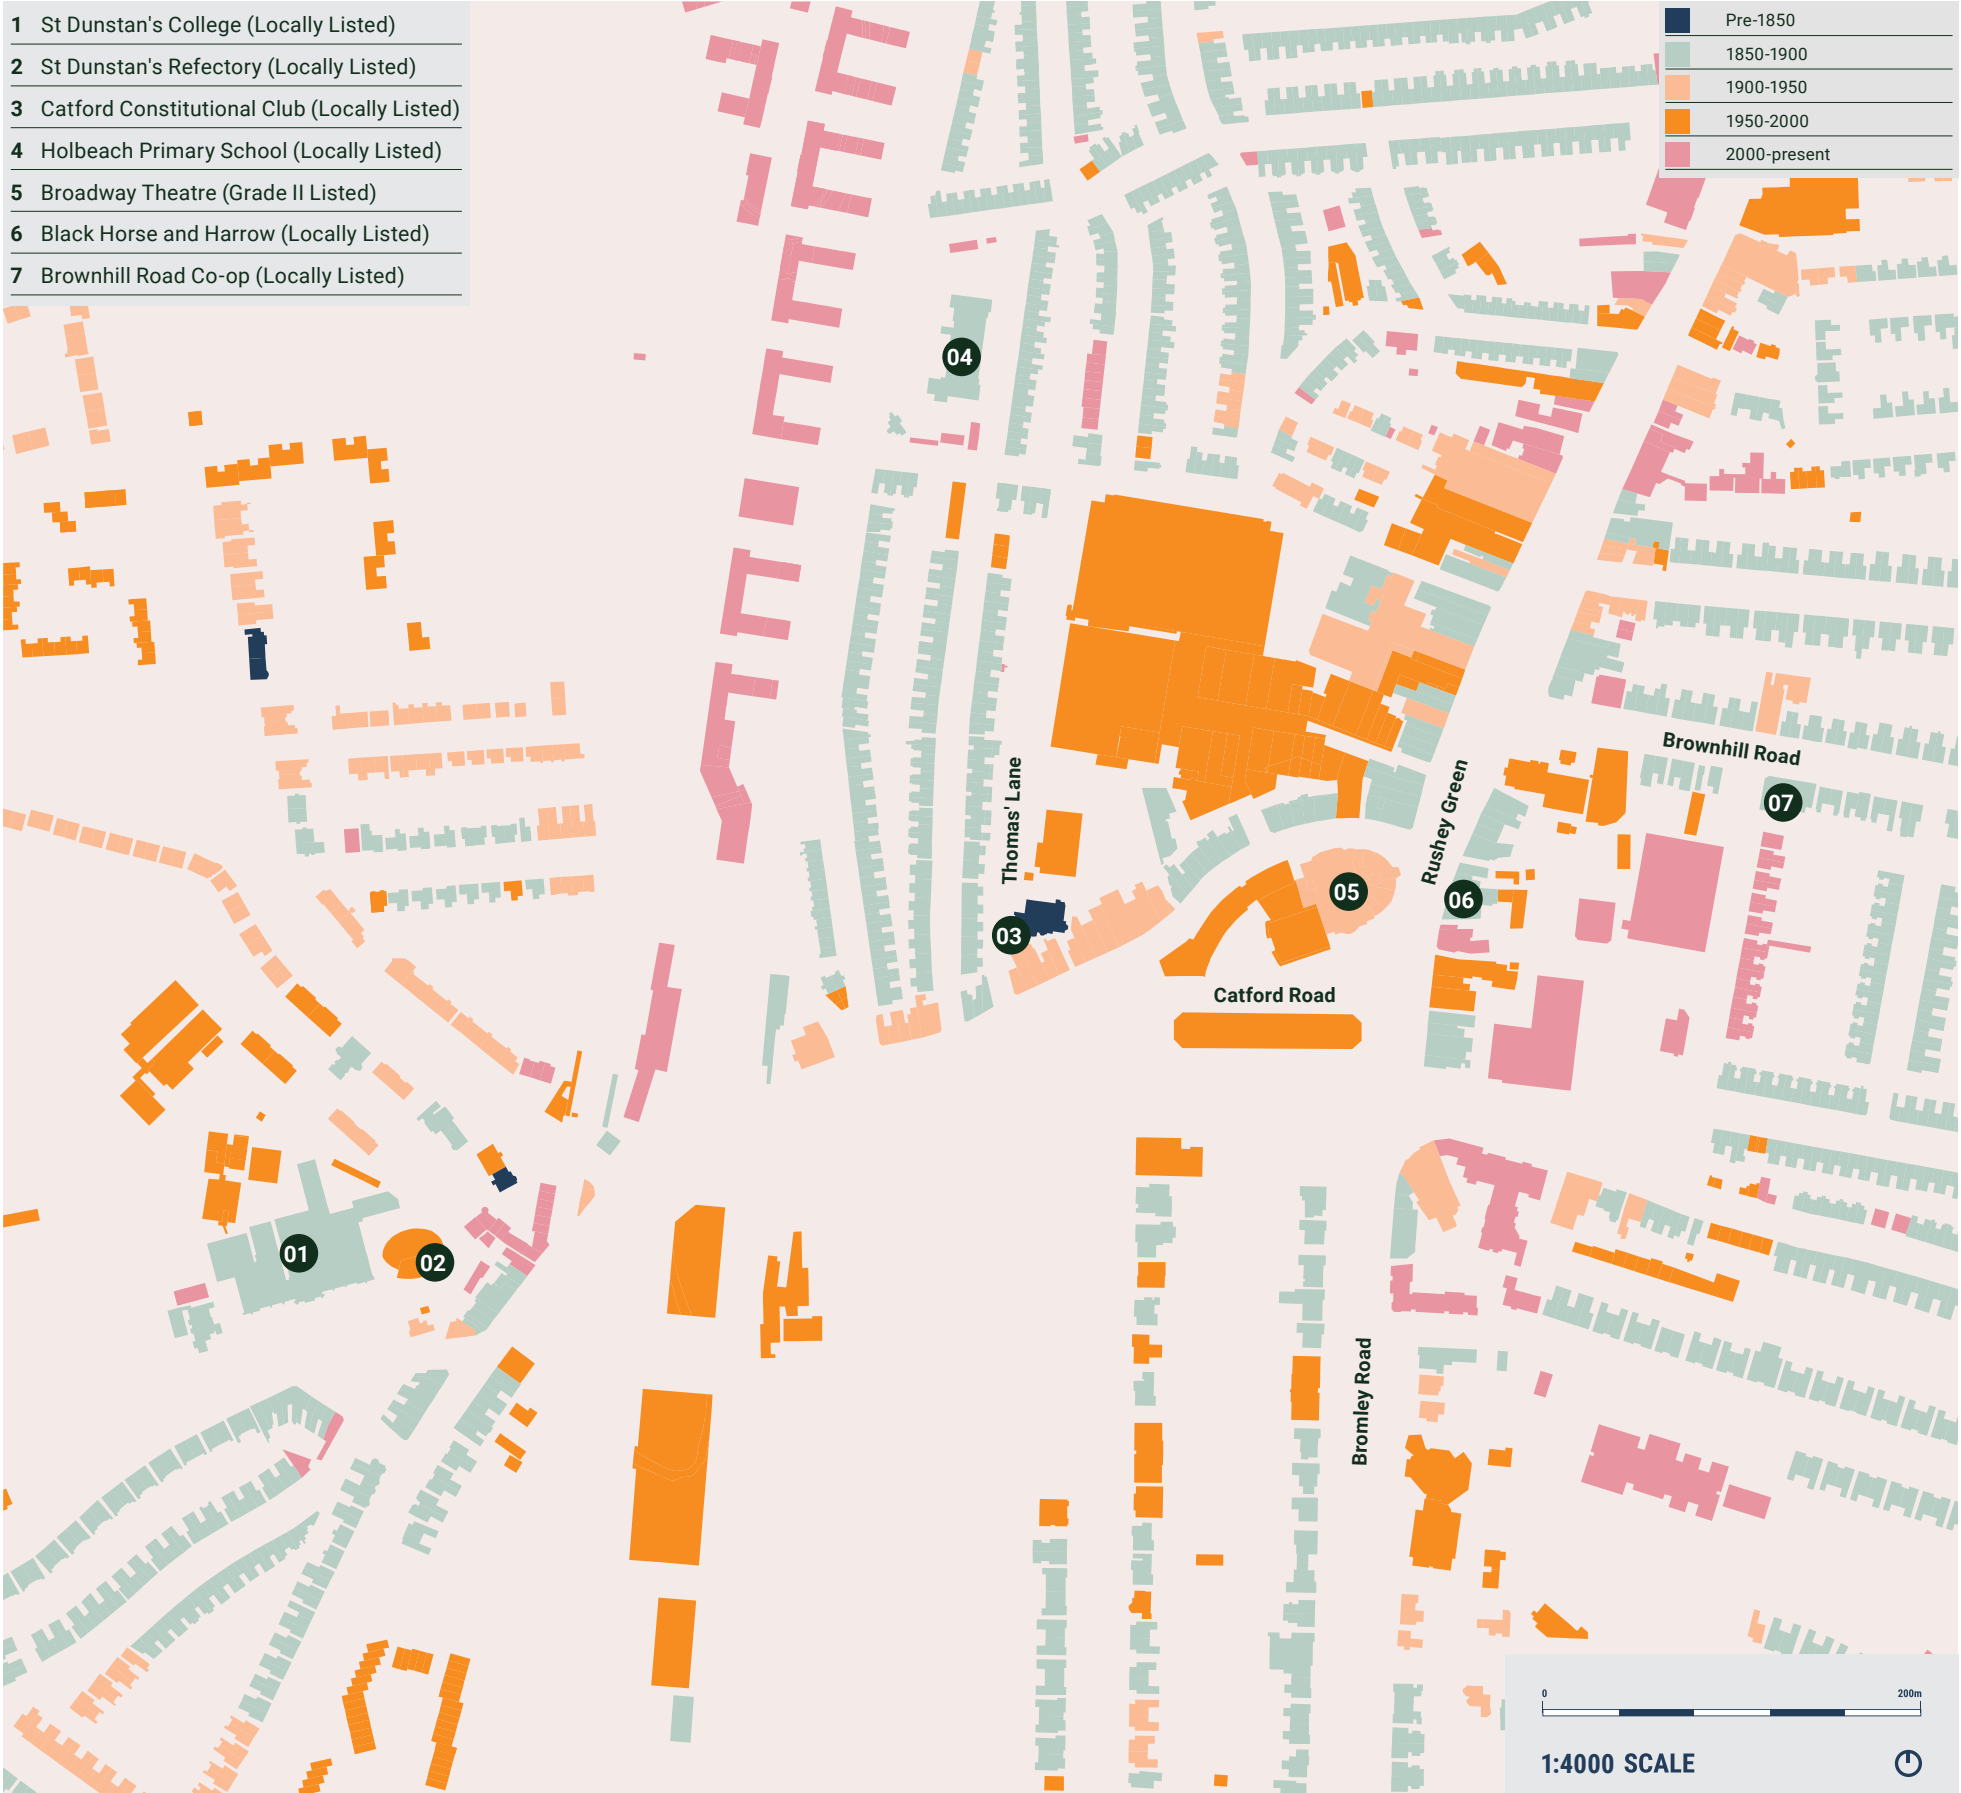 1 St Dunstan's College (Locally Listed)
2 St Dunstan's Refectory (Locally Listed)
3 Catford Constitutional Club (Locally Listed)
4 Holbeach Primary School (Locally Listed)
5 Broadway Theatre (Grade II Listed)
6 Black Horse and Harrow (Locally Listed)
7 Brownhill Road Co-op (Locally Listed)
Pre-1850
1850-1900
1900-1950
1950-2000
2000-present
04
Brownhill Road
Thomas' Lane
Rushey Green
07
05
06
03
Catford Road
01
02
Bromley Road
0 200m
1:4000 SCALE